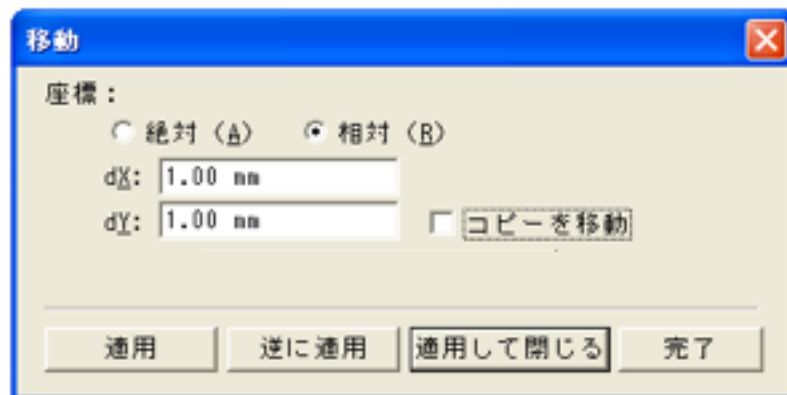 移動
座標：
絶対（A） 相対（R）
dX: 1.00 mm
dY: 1.00 mm コピーを移動
適用 逆に適用 適用して閉じる 完了